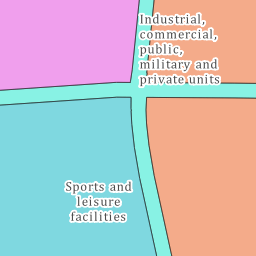 Industrial,
commercial,
public,
military and
private units
Sports and
leisure
facilities